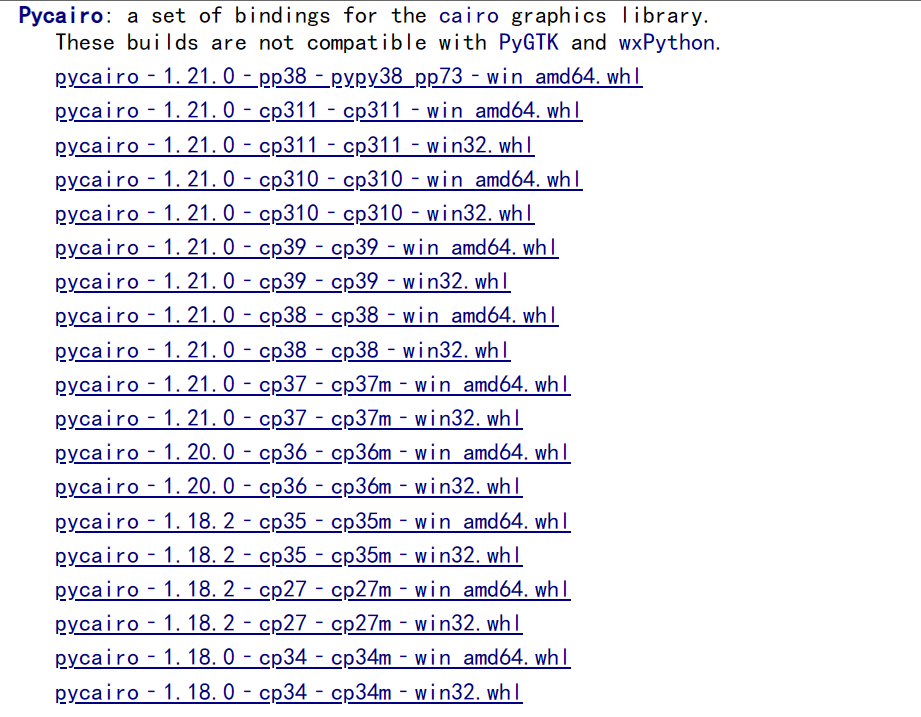 Pycairo: a set of bindings for the cairo graphics library.
These builds are not compatible with PyGTK and wxPython.
pycairo‑1.21.0‑pp38‑pypy38_pp73‑win_amd64.whl
pycairo‑1.21.0‑cp311‑cp311‑win_amd64.whl
pycairo‑1.21.0‑cp311‑cp311‑win32.whl
pycairo‑1.21.0‑cp310‑cp310‑win_amd64.whl
pycairo‑1.21.0‑cp310‑cp310‑win32.whl
pycairo‑1.21.0‑cp39‑cp39‑win_amd64.whl
pycairo‑1.21.0‑cp39‑cp39‑win32.whl
pycairo‑1.21.0‑cp38‑cp38‑win_amd64.whl
pycairo‑1.21.0‑cp38‑cp38‑win32.whl
pycairo‑1.21.0‑cp37‑cp37m‑win_amd64.whl
pycairo‑1.21.0‑cp37‑cp37m‑win32.whl
pycairo‑1.20.0‑cp36‑cp36m‑win_amd64.whl
pycairo‑1.20.0‑cp36‑cp36m‑win32.whl
pycairo‑1.18.2‑cp35‑cp35m‑win_amd64.whl
pycairo‑1.18.2‑cp35‑cp35m‑win32.whl
pycairo‑1.18.2‑cp27‑cp27m‑win_amd64.whl
pycairo‑1.18.2‑cp27‑cp27m‑win32.whl
pycairo‑1.18.0‑cp34‑cp34m‑win_amd64.whl
pycairo‑1.18.0‑cp34‑cp34m‑win32.whl